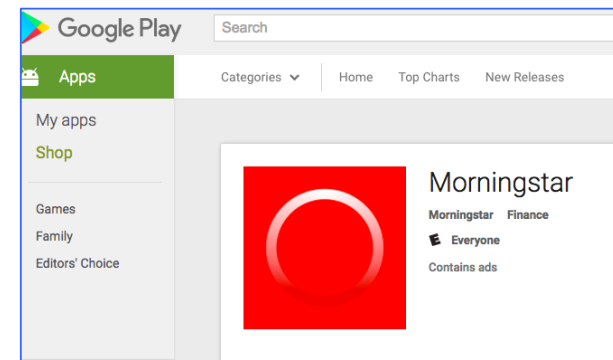 Google Play
Search
Apps
Categories
Home
Top Charts
New Releases
My apps
Shop
Games
Family
Editors' Choice
Morningstar
Morningstar Finance
E Everyone
Contains ads